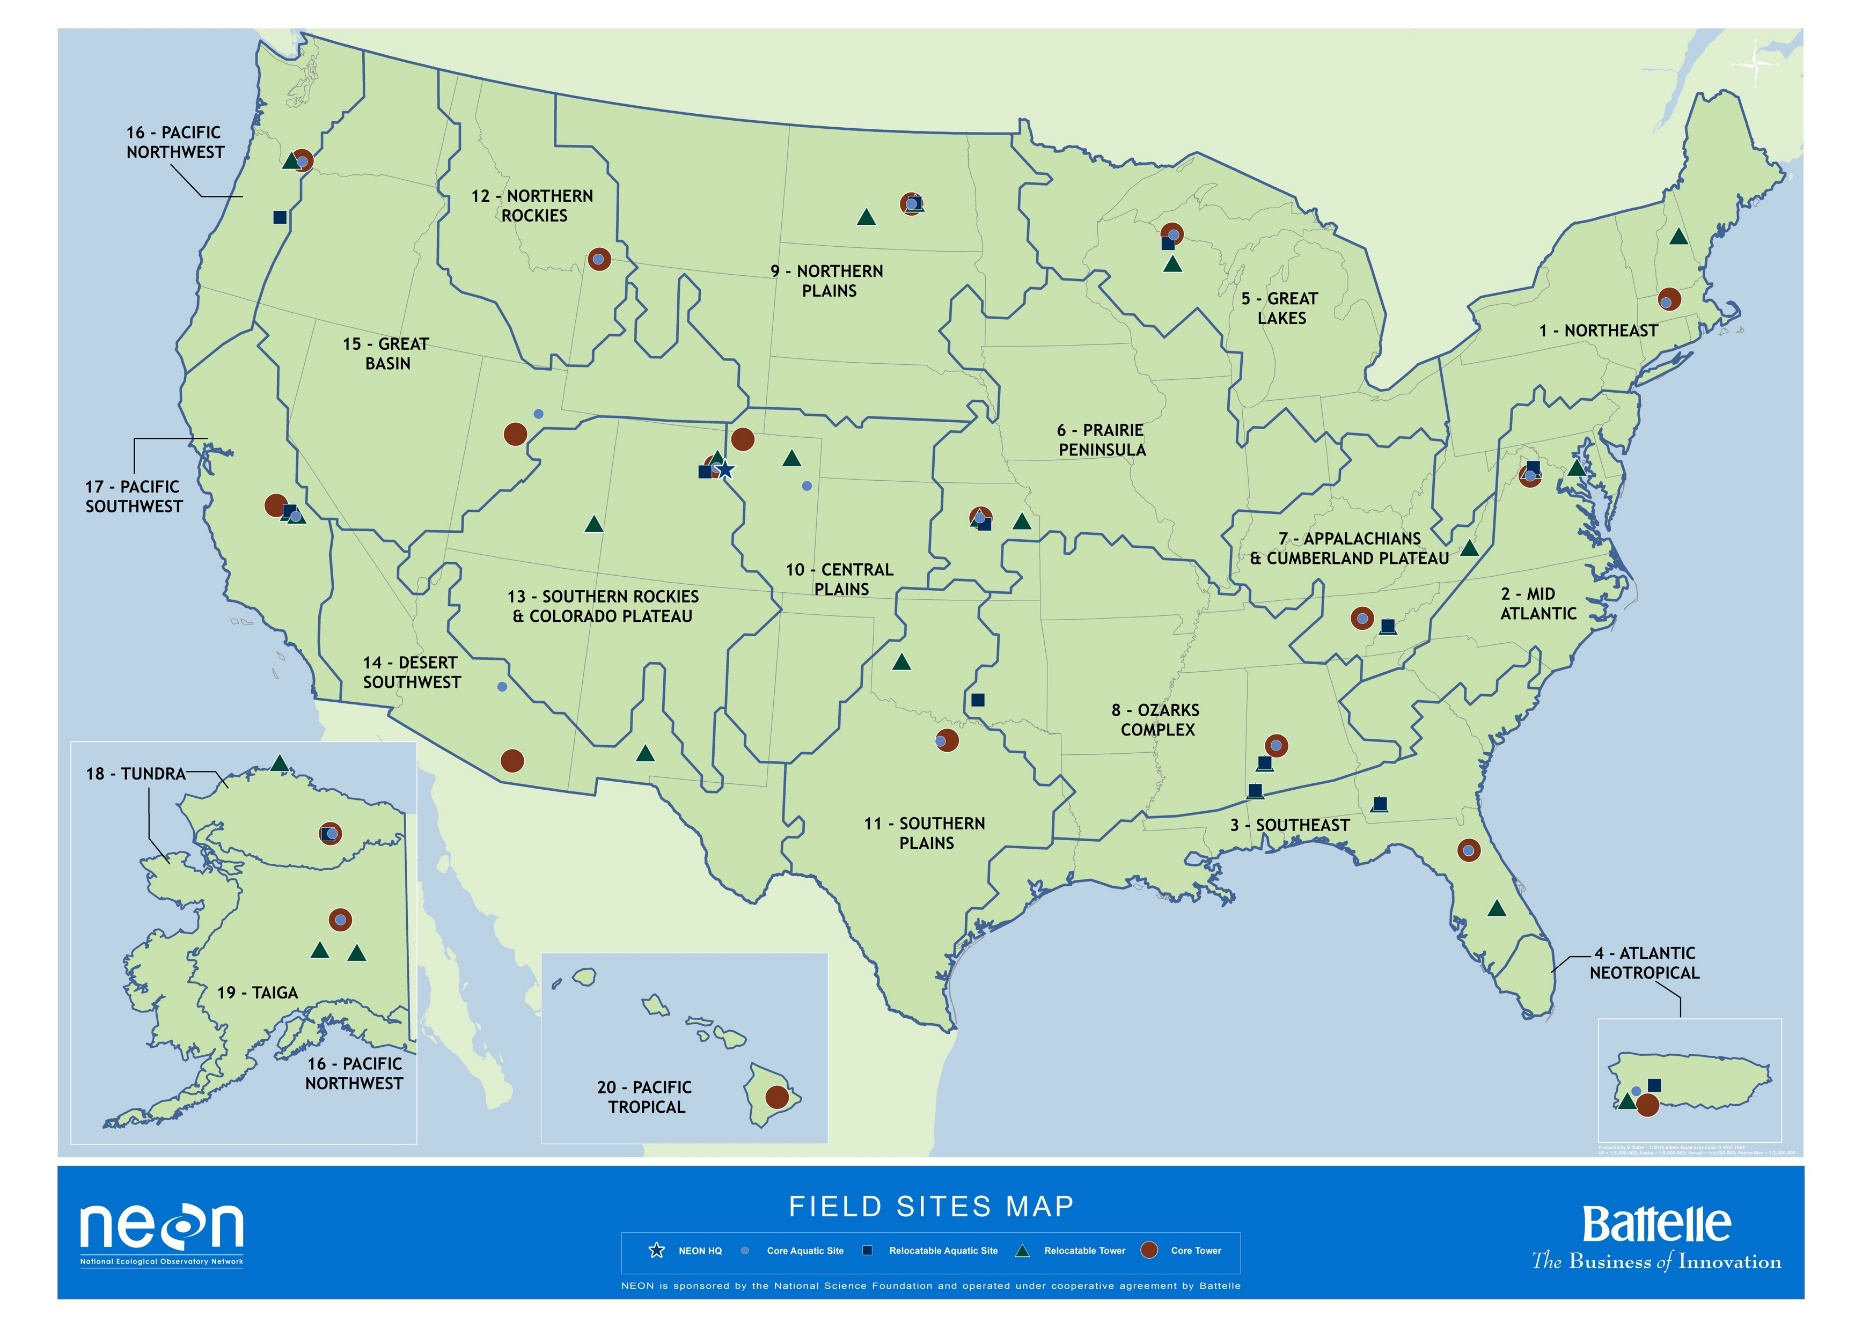 16 - PACIFIC
NORTHWEST
12 - NORTHERN
ROCKIES
9 - NORTHERN
PLAINS
5 - GREAT
LAKES
1 - NORTHEAST
15 - GREAT
BASIN
6 - PRAIRIE
PENINSULA
17 - PACIFIC
SOUTHWEST
7 - APPALACHIANS
& CUMBERLAND PLATEAU
10 - CENTRAL
PLAINS
13 - SOUTHERN ROCKIES
& COLORADO PLATEAU
2 - MID
ATLANTIC
14 - DESERT
SOUTHWEST
8 - OZARKS
COMPLEX
18 - TUNDRA
11 - SOUTHERN
PLAINS
3 - SOUTHEAST
4 - ATLANTIC
NEOTROPICAL
19 - TAIGA
16 - PACIFIC
NORTHWEST
20 - PACIFIC
TROPICAL
neon
National Ecological Observatory Network
FIELD SITES MAP
NEON HQ
Core Aquatic Site
Relocatable Aquatic Site
Relocatable Tower
Core Tower
NEON is sponsored by the National Science Foundation and operated under cooperative agreement by Battelle
Battelle
The Business of Innovation